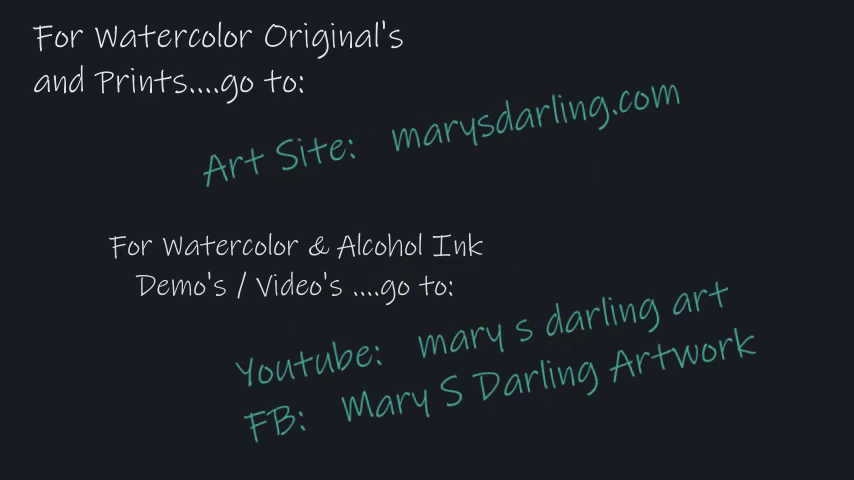 For Watercolor Original's
and Prints....go to:
Art Site: marysdarling.com
For Watercolor & Alcohol Ink
Demo's / Video's ....go to:
Youtube: mary s darling art
FB: Mary S Darling Artwork